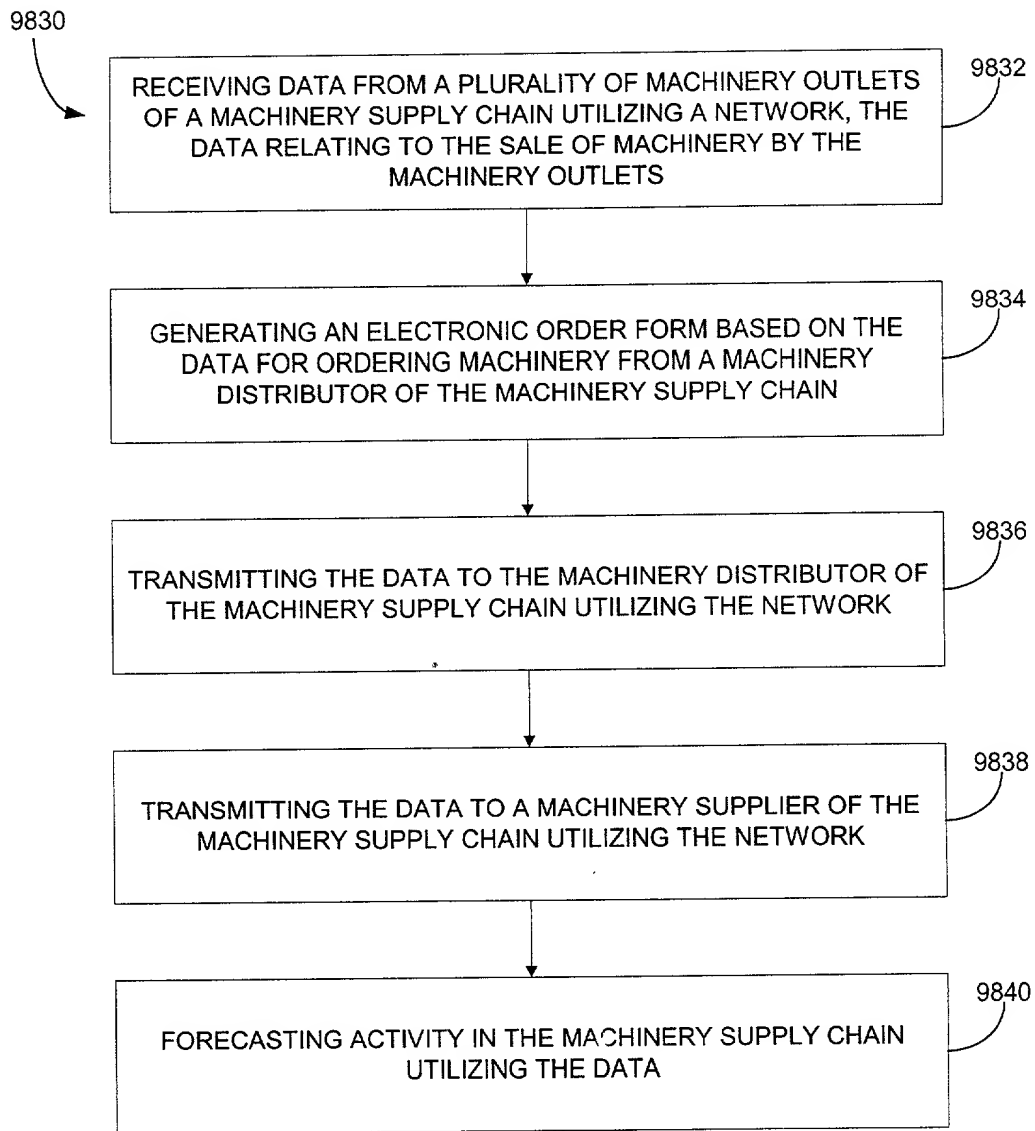 9830
9832
RECEIVING DATA FROM A PLURALITY OF MACHINERY OUTLETS
OF A MACHINERY SUPPLY CHAIN UTILIZING A NETWORK, THE
DATA RELATING TO THE SALE OF MACHINERY BY THE
MACHINERY OUTLETS
9834
GENERATING AN ELECTRONIC ORDER FORM BASED ON THE
DATA FOR ORDERING MACHINERY FROM A MACHINERY
DISTRIBUTOR OF THE MACHINERY SUPPLY CHAIN
9836
TRANSMITTING THE DATA TO THE MACHINERY DISTRIBUTOR OF
THE MACHINERY SUPPLY CHAIN UTILIZING THE NETWORK
9838
TRANSMITTING THE DATA TO A MACHINERY SUPPLIER OF THE
MACHINERY SUPPLY CHAIN UTILIZING THE NETWORK
9840
FORECASTING ACTIVITY IN THE MACHINERY SUPPLY CHAIN
UTILIZING THE DATA